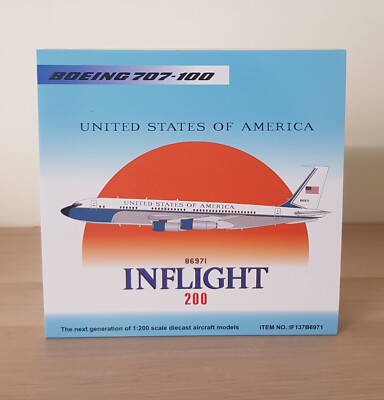 BOEING 707-100
UNITED STATES OF AMERICA
UNITED STATES OF AMERICA
86971
INFLIGHT
200
The next generation of 1:200 scale diecast aircraft models
ITEM NO.:IF137B6971